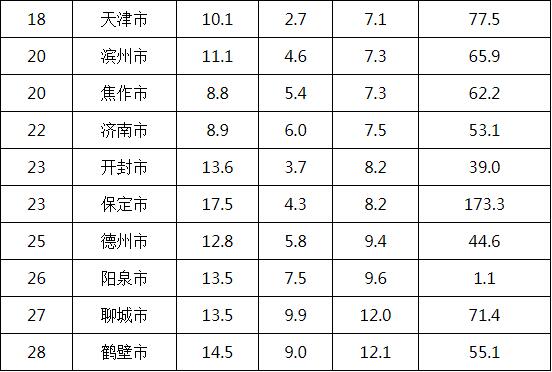 18 天津市 10.1 2.7 7.1 77.5
20 滨州市 11.1 4.6 7.3 65.9
20 焦作市 8.8 5.4 7.3 62.2
22 济南市 8.9 6.0 7.5 53.1
23 开封市 13.6 3.7 8.2 39.0
23 保定市 17.5 4.3 8.2 173.3
25 德州市 12.8 5.8 9.4 44.6
26 阳泉市 13.5 7.5 9.6 1.1
27 聊城市 13.5 9.9 12.0 71.4
28 鹤壁市 14.5 9.0 12.1 55.1